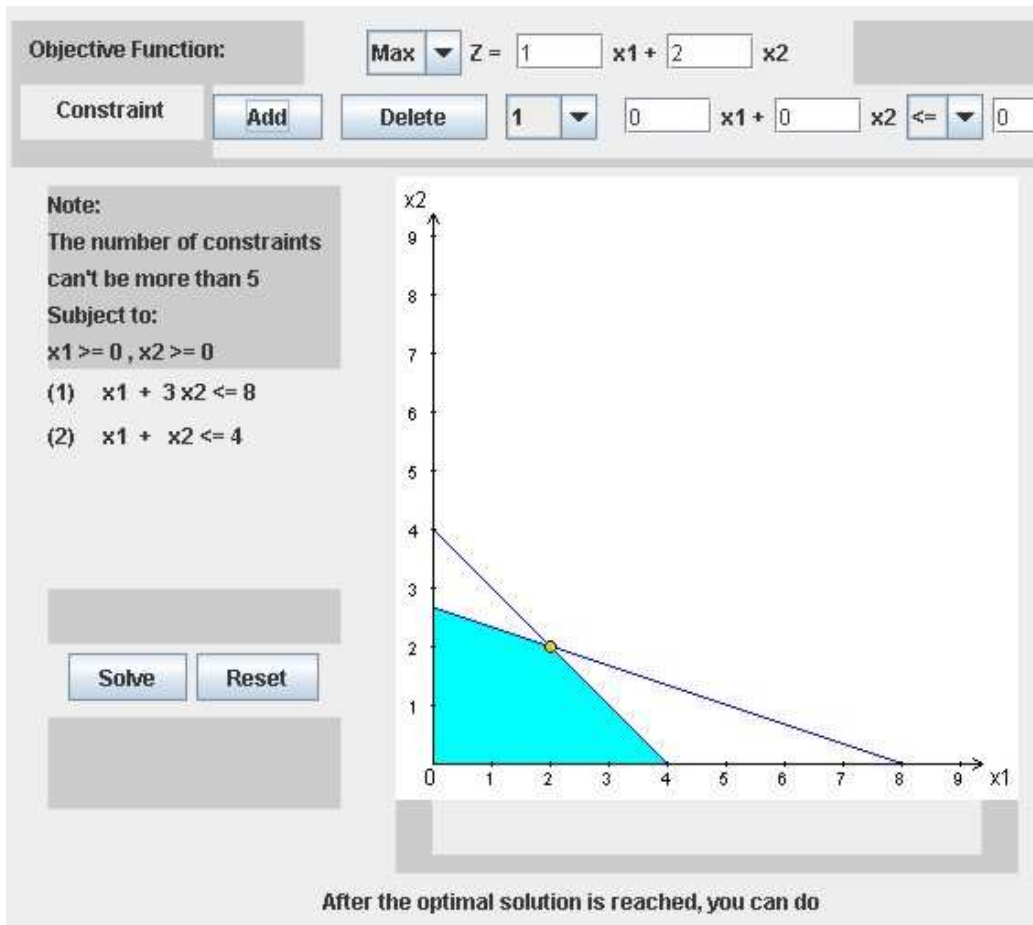 Objective Function: Max Z = 1 x1 + 2 x2
Constraint Add Delete 1 0 x1 + 0 x2 <= 0
Note:
The number of constraints
can't be more than 5
Subject to:
x1 >= 0 , x2 >= 0
(1) x1 + 3 x2 <= 8
(2) x1 + x2 <= 4
Solve Reset
x2
9
8
7
6
5
4
3
2
1
0 1 2 3 4 5 6 7 8 9 x1
After the optimal solution is reached, you can do